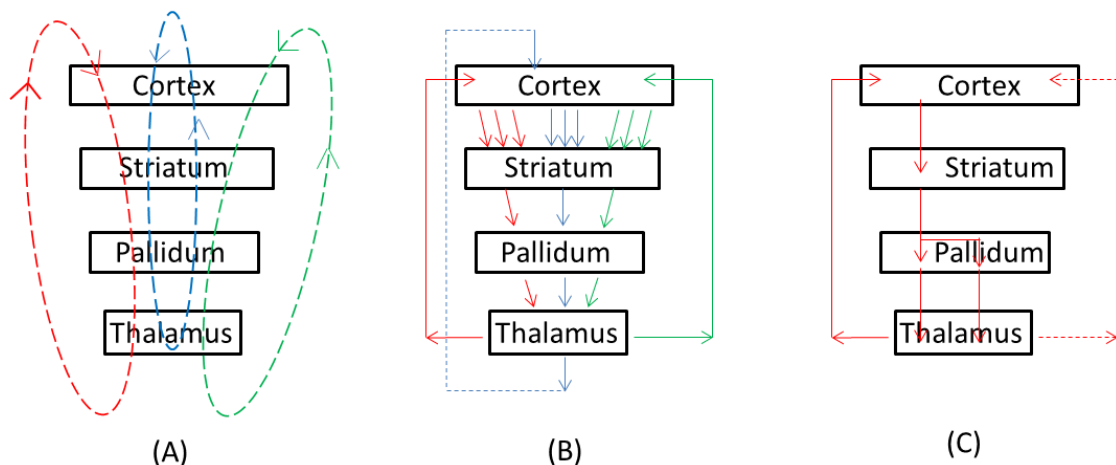 Cortex
Striatum
Pallidum
Thalamus
(A)
Cortex
Striatum
Pallidum
Thalamus
(B)
Cortex
Striatum
Pallidum
Thalamus
(C)